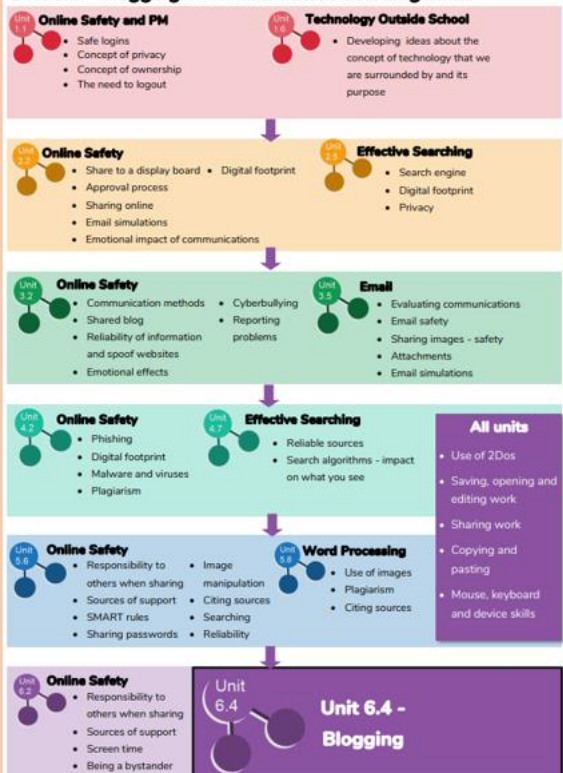 Unit 1.1
Online Safety and PM
• Safe logins
• Concept of privacy
• Concept of ownership
• The need to logout
Unit 1.9
Technology Outside School
• Developing ideas about the
concept of technology that we
are surrounded by and its
purpose
Unit 2.2
Online Safety
• Share to a display board • Digital footprint
• Approval process
• Sharing online
• Email simulations
• Emotional impact of communications
Unit 2.5
Effective Searching
• Search engine
• Digital footprint
• Privacy
Unit 3.2
Online Safety
• Communication methods
• Shared blog
• Reliability of information
and spoof websites
• Emotional effects
• Cyberbullying
• Reporting
problems
Unit 3.5
Email
• Evaluating communications
• Email safety
• Sharing images - safety
• Attachments
• Email simulations
Unit 4.2
Online Safety
• Phishing
• Digital footprint
• Malware and viruses
• Plagiarism
Unit 4.7
Effective Searching
• Reliable sources
• Search algorithms - impact
on what you see
All units
• Use of 2Dos
• Saving, opening and
editing work
• Sharing work
• Copying and
pasting
• Mouse, keyboard
and device skills
Unit 5.6
Online Safety
• Responsibility to
others when sharing
• Sources of support
• SMART rules
• Sharing passwords
• Image
manipulation
• Citing sources
• Searching
• Reliability
Unit 5.8
Word Processing
• Use of images
• Plagiarism
• Citing sources
Unit 6.2
Online Safety
• Responsibility to
others when sharing
• Sources of support
• Screen time
• Being a bystander
Unit
6.4
Unit 6.4 -
Blogging